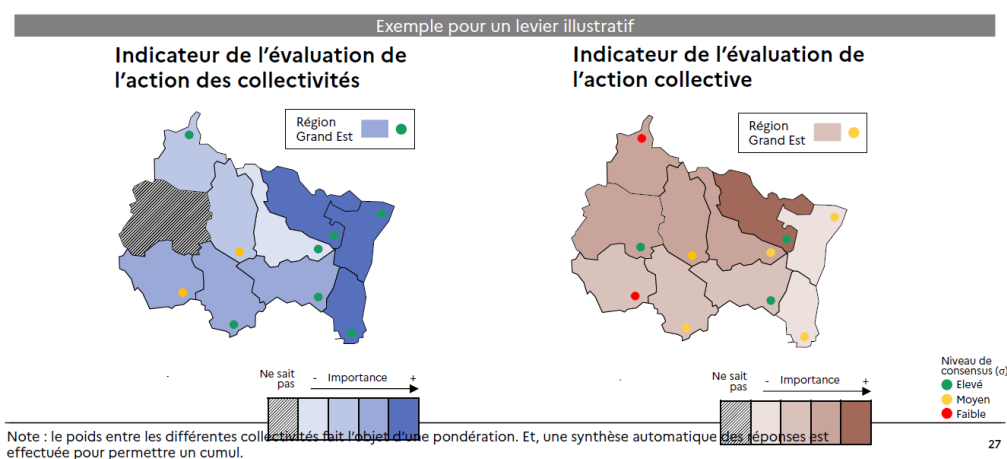 Exemple pour un levier illustratif
Indicateur de l'évaluation de
l'action des collectivités
Région
Grand Est
Ne sait
pas
- Importance +
Indicateur de l'évaluation de
l'action collective
Région
Grand Est
Ne sait
pas
- Importance +
Niveau de
consensus (σ)
Elevé
Moyen
Faible
Note : le poids entre les différentes collectivités fait l'objet d'une pondération. Et, une synthèse automatique des réponses est
effectuée pour permettre un cumul.
27